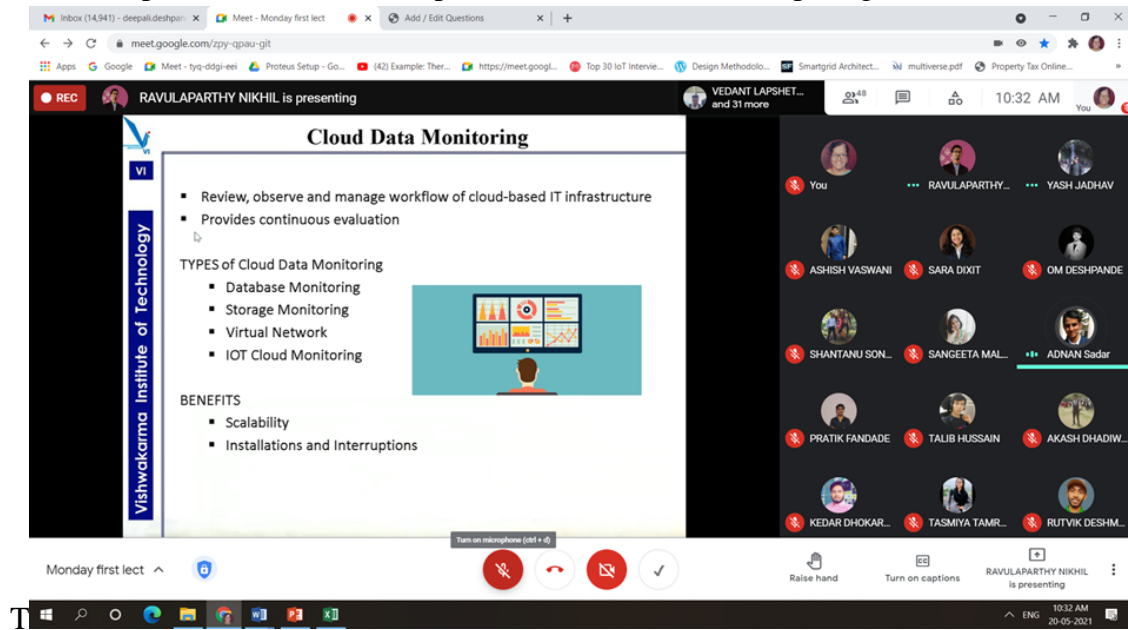 Inbox (14,941) - deepali.deshpan
Meet - Monday first lect
Add / Edit Questions
meet.google.com/zpy-qpau-git
Apps
Google
Meet - tyq-ddgi-eei
Proteus Setup - Go...
(42) Example: Ther...
https://meet.googl...
Top 30 IoT Intervie...
Design Methodolo...
Smartgrid Architect...
multiverse.pdf
Property Tax Online...
REC
RAVULAPARTHY NIKHIL is presenting
VEDANT LAPSHET...
and 31 more
48
10:32 AM
You
Cloud Data Monitoring
VI
VI
Vishwakarma Institute of Technology
▪ Review, observe and manage workflow of cloud-based IT infrastructure
▪ Provides continuous evaluation
TYPES of Cloud Data Monitoring
▪ Database Monitoring
▪ Storage Monitoring
▪ Virtual Network
▪ IOT Cloud Monitoring
BENEFITS
▪ Scalability
▪ Installations and Interruptions
You
RAVULAPARTHY...
YASH JADHAV
ASHISH VASWANI
SARA DIXIT
OM DESHPANDE
SHANTANU SON...
SANGEETA MAL...
ADNAN Sadar
PRATIK FANDADE
TALIB HUSSAIN
AKASH DHADIW...
KEDAR DHOKAR...
TASMIYA TAMR...
RUTVIK DESHM...
Turn on microphone (ctrl + d)
Monday first lect
Raise hand
Turn on captions
RAVULAPARTHY NIKHIL
is presenting
T
ENG
10:32 AM
20-05-2021